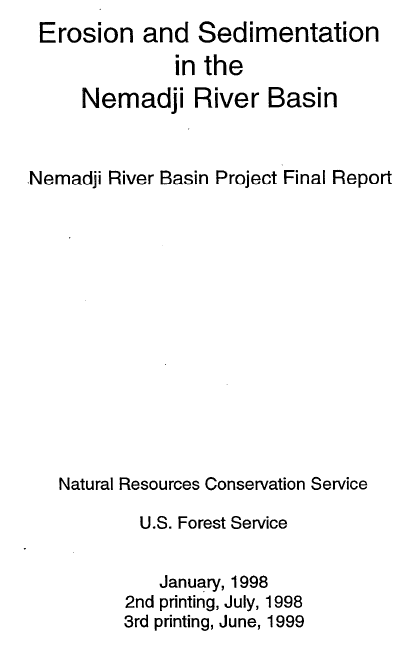 Erosion and Sedimentation
in the
Nemadji River Basin
Nemadji River Basin Project Final Report
Natural Resources Conservation Service
U.S. Forest Service
January, 1998
2nd printing, July, 1998
3rd printing, June, 1999